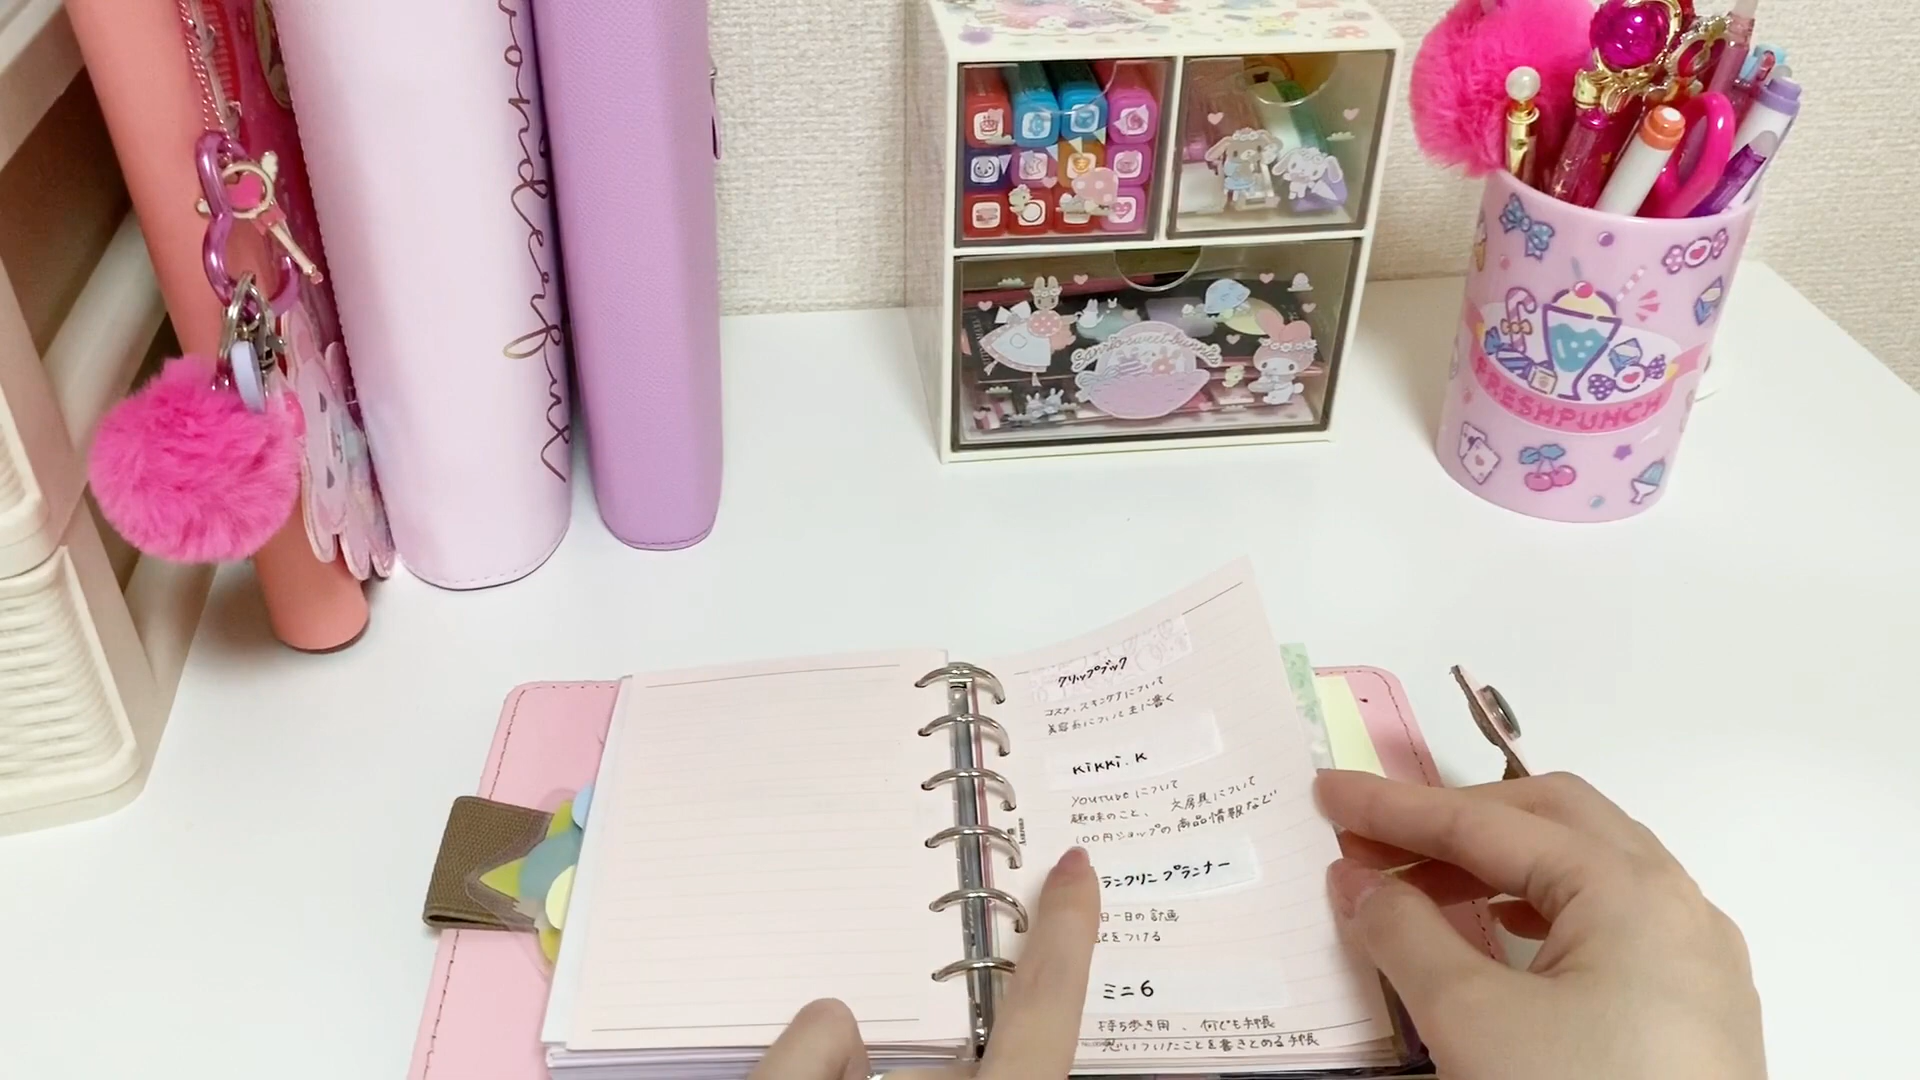 wonderful
Sanrio sweet bunnies
FRESHPUNCH
クリップブック
コスメ、スキンケアについて
美容品について主に書く
kikki.K
YouTubeについて
趣味のこと、文房具について
100円ショップの商品情報など
ランクリンプランナー
日一日の計画
記をつける
ミニ6
持ち歩き用、何でも手帳
思いついたことを書きとめる手帳